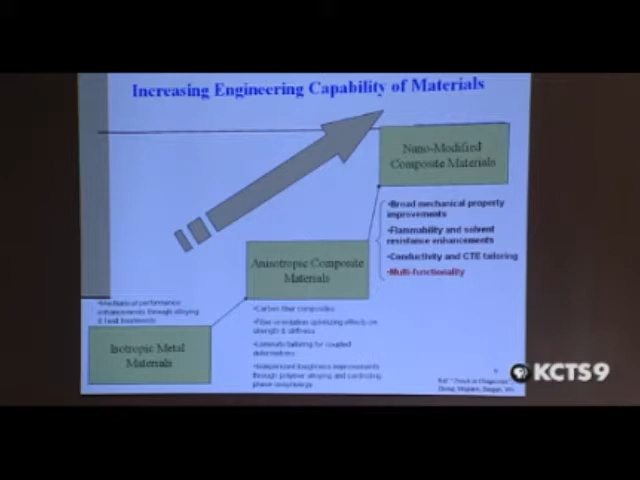 Increasing Engineering Capability of Materials
Nano-Modified
Composite Materials
•Broad mechanical property
improvements
•Flammability and solvent
resistance enhancements
•Conductivity and CTE tailoring
•Multi-functionality
Anisotropic Composite
Materials
•Carbon fiber composites
•Fiber orientation optimizing effects on
strength & stiffness
•Laminate tailoring for coupled
deformations
•Independent toughness improvements
through polymer alloying and controlling
phase morphology
•Mechanical performance
enhancements through alloying
& heat treatments
Isotropic Metal
Materials
KCTS9